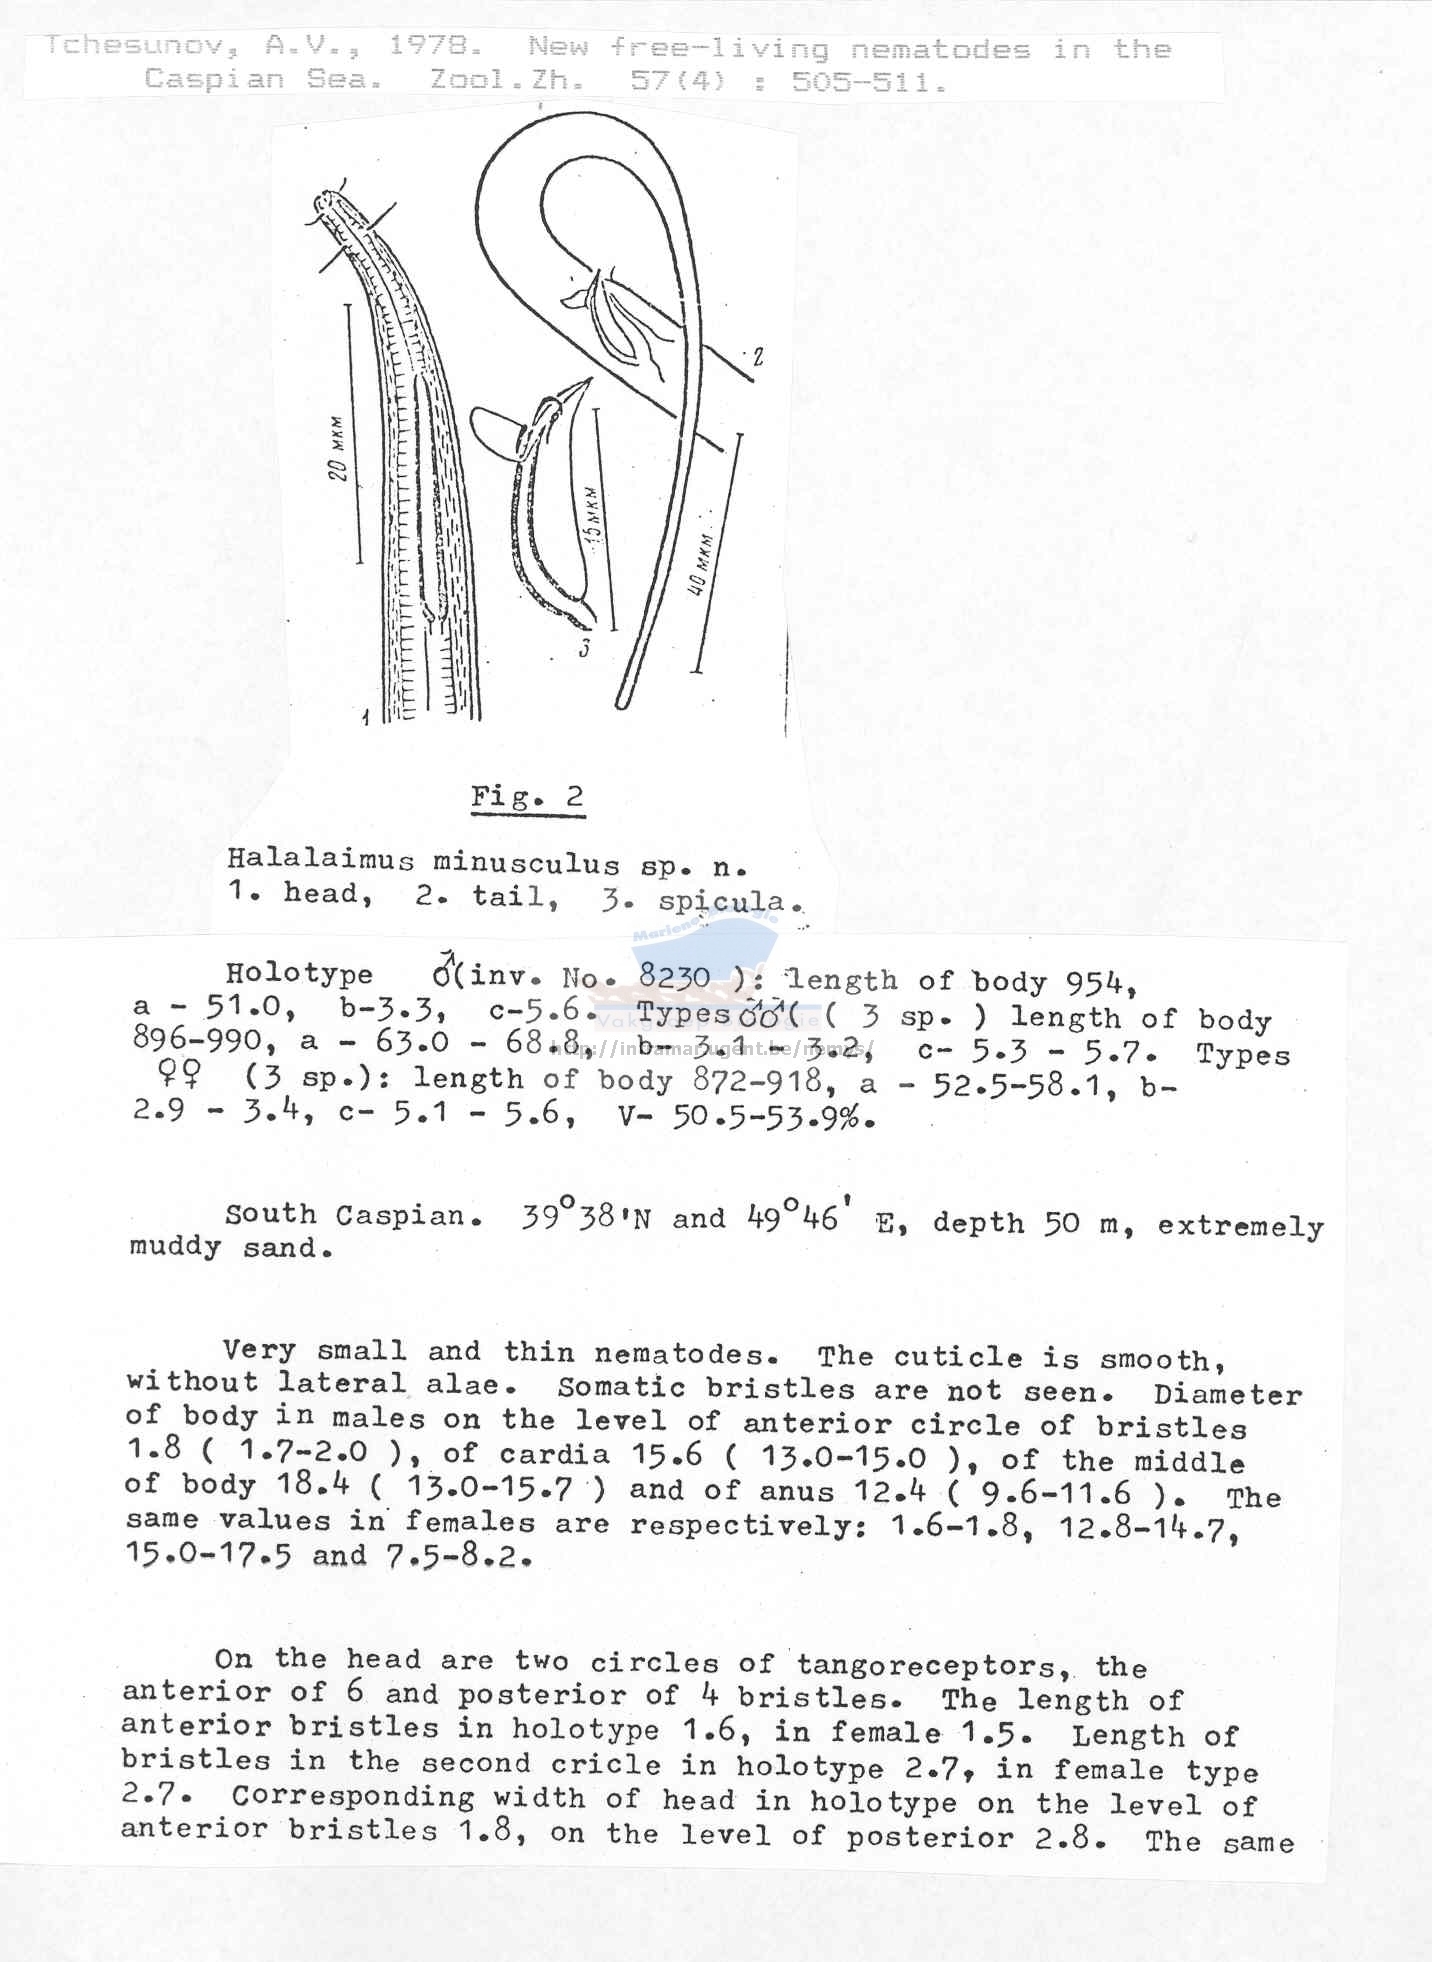 Tchesunov, A.V., 1978. New free-living nematodes in the
Caspian Sea. Zool.Zh. 57(4) : 505-511.
2
20 мкм
15 мкм
40 мкм
3
1
Fig. 2
Halalaimus minusculus sp. n.
1. head, 2. tail, 3. spicula.
Mariene Biologie
Holotype ♂(inv. No. 8230 ): length of body 954,
a - 51.0, b-3.3, c-5.6. Types ♂♂( ( 3 sp. ) length of body
Vakgroep Biologie
896-990, a - 63.0 - 68.8, b- 3.1 - 3.2, c- 5.3 - 5.7. Types
http://intramar.ugent.be/nemys/
♀♀ (3 sp.): length of body 872-918, a - 52.5-58.1, b-
2.9 - 3.4, c- 5.1 - 5.6, V- 50.5-53.9%.
South Caspian. 39°38'N and 49°46' E, depth 50 m, extremely
muddy sand.
Very small and thin nematodes. The cuticle is smooth,
without lateral alae. Somatic bristles are not seen. Diameter
of body in males on the level of anterior circle of bristles
1.8 ( 1.7-2.0 ), of cardia 15.6 ( 13.0-15.0 ), of the middle
of body 18.4 ( 13.0-15.7 ) and of anus 12.4 ( 9.6-11.6 ). The
same values in females are respectively: 1.6-1.8, 12.8-14.7,
15.0-17.5 and 7.5-8.2.
On the head are two circles of tangoreceptors, the
anterior of 6 and posterior of 4 bristles. The length of
anterior bristles in holotype 1.6, in female 1.5. Length of
bristles in the second cricle in holotype 2.7, in female type
2.7. Corresponding width of head in holotype on the level of
anterior bristles 1.8, on the level of posterior 2.8. The same